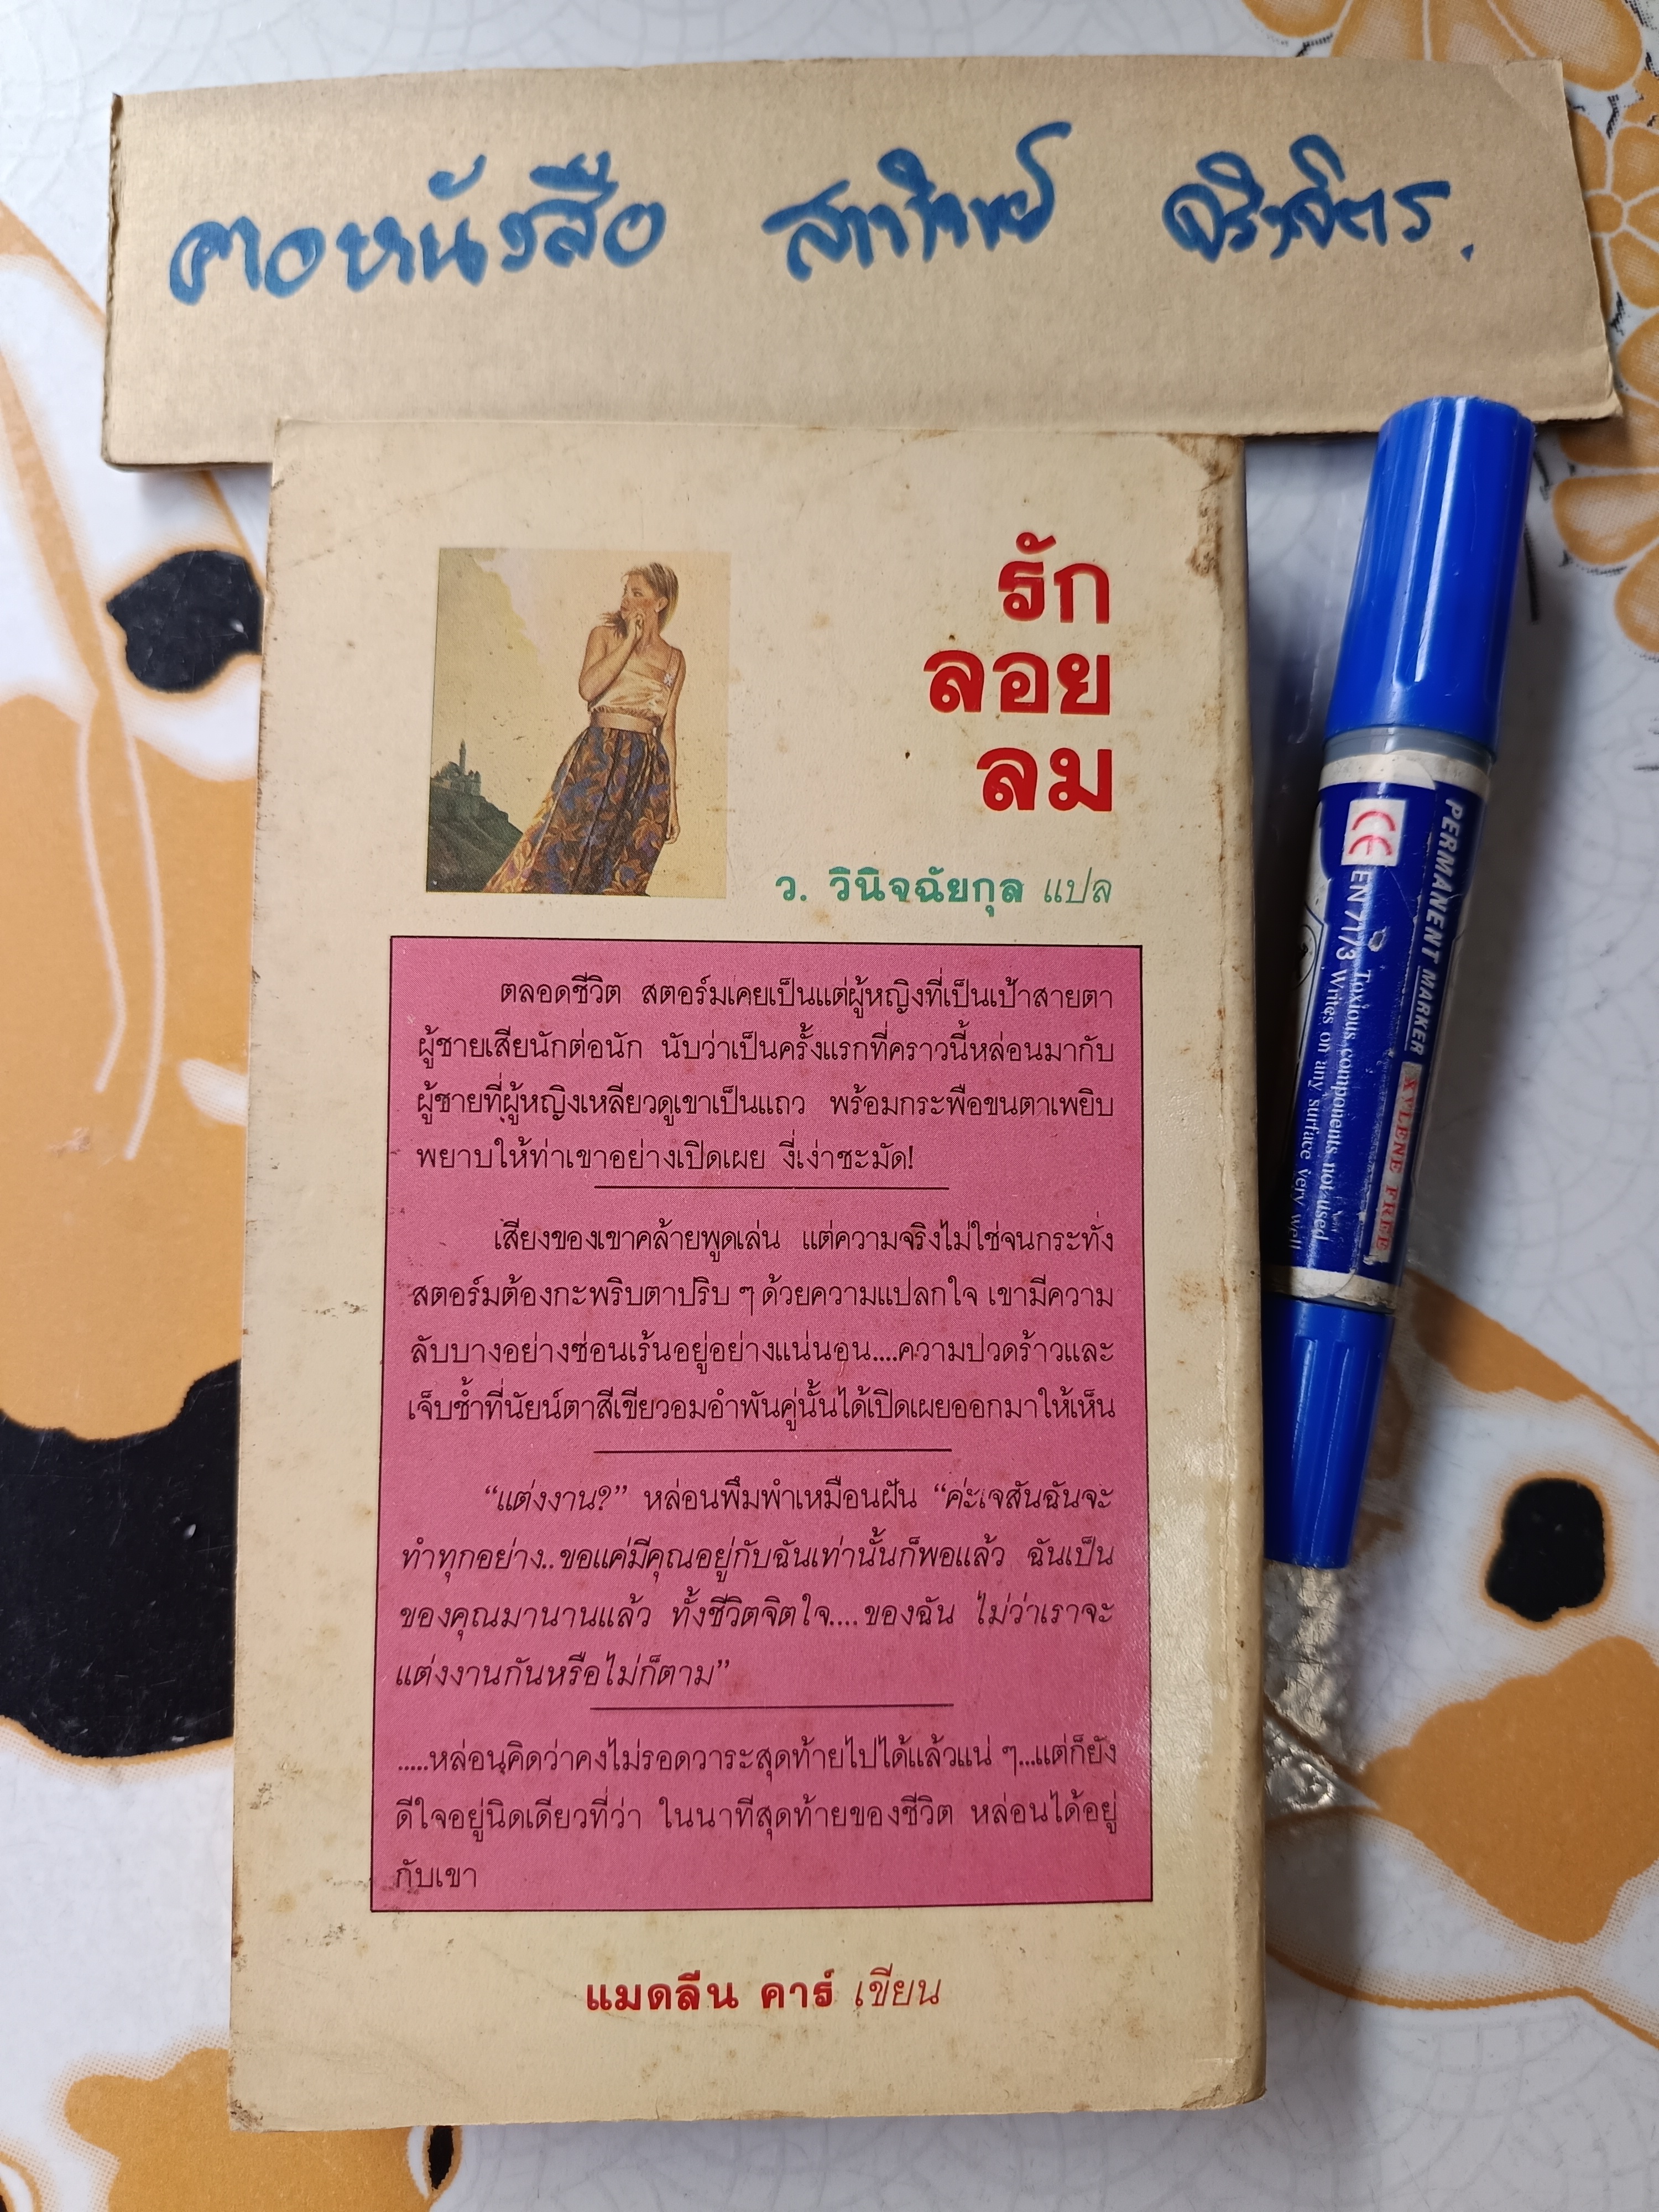 คอหนังสือ สาทิพย์ จริงจิตร.
รัก
ลอย
ลม
ว. วินิจฉัยกุล แปล
ตลอดชีวิต สตอร์มเคยเป็นแต่ผู้หญิงที่เป็นเป้าสายตา
ผู้ชายเสียนักต่อนัก นับว่าเป็นครั้งแรกที่คราวนี้หล่อนมากับ
ผู้ชายที่ผู้หญิงเหลียวดูเขาเป็นแถว พร้อมกระพือขนตาเพยิบ
พยาบให้ท่าเขาอย่างเปิดเผย งี่เง่าชะมัด!
เสียงของเขาคล้ายพูดเล่น แต่ความจริงไม่ใช่จนกระทั่ง
สตอร์มต้องกะพริบตาปริบ ๆ ด้วยความแปลกใจ เขามีความ
ลับบางอย่างซ่อนเร้นอยู่อย่างแน่นอน....ความปวดร้าวและ
เจ็บช้ำที่นัยน์ตาสีเขียวอมอำพันคู่นั้นได้เปิดเผยออกมาให้เห็น
“แต่งงาน?” หล่อนพึมพำเหมือนฝัน “ค่ะเจสันฉันจะ
ทำทุกอย่าง..ขอแค่มีคุณอยู่กับฉันเท่านั้นก็พอแล้ว ฉันเป็น
ของคุณมานานแล้ว ทั้งชีวิตจิตใจ....ของฉัน ไม่ว่าเราจะ
แต่งงานกันหรือไม่ก็ตาม”
.....หล่อนคิดว่าคงไม่รอดวาระสุดท้ายไปได้แล้วแน่ ๆ...แต่ก็ยัง
ดีใจอยู่นิดเดียวที่ว่า ในนาทีสุดท้ายของชีวิต หล่อนได้อยู่
กับเขา
แมดลีน คาร์ เขียน
PERMANENT MARKER XYLENE FREE
Toxious components not used
CE EN7173 Writes on any surface very well